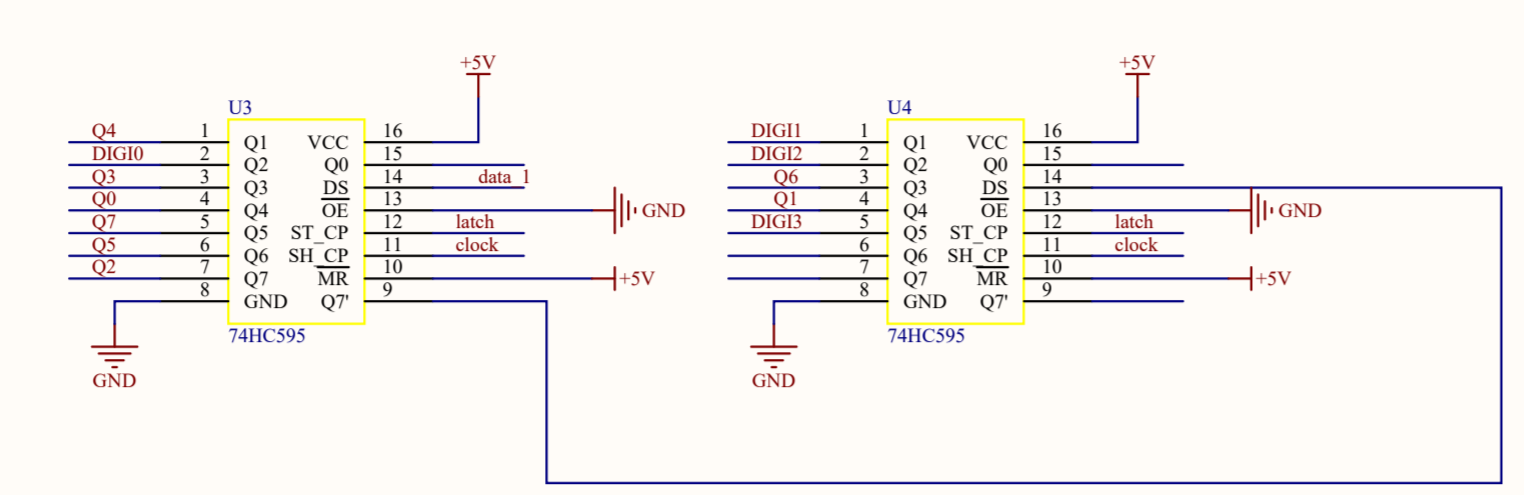 +5V
+5V
U3
U4
Q4 1 Q1 VCC 16
DIGI0 2 Q2 Q0 15
Q3 3 Q3 DS 14 data_1
Q0 4 Q4 OE 13 GND
Q7 5 Q5 ST_CP 12 latch
Q5 6 Q6 SH_CP 11 clock
Q2 7 Q7 MR 10 +5V
8 GND Q7' 9
74HC595
GND
DIGI1 1 Q1 VCC 16
DIGI2 2 Q2 Q0 15
Q6 3 Q3 DS 14
Q1 4 Q4 OE 13 GND
DIGI3 5 Q5 ST_CP 12 latch
6 Q6 SH_CP 11 clock
7 Q7 MR 10 +5V
8 GND Q7' 9
74HC595
GND